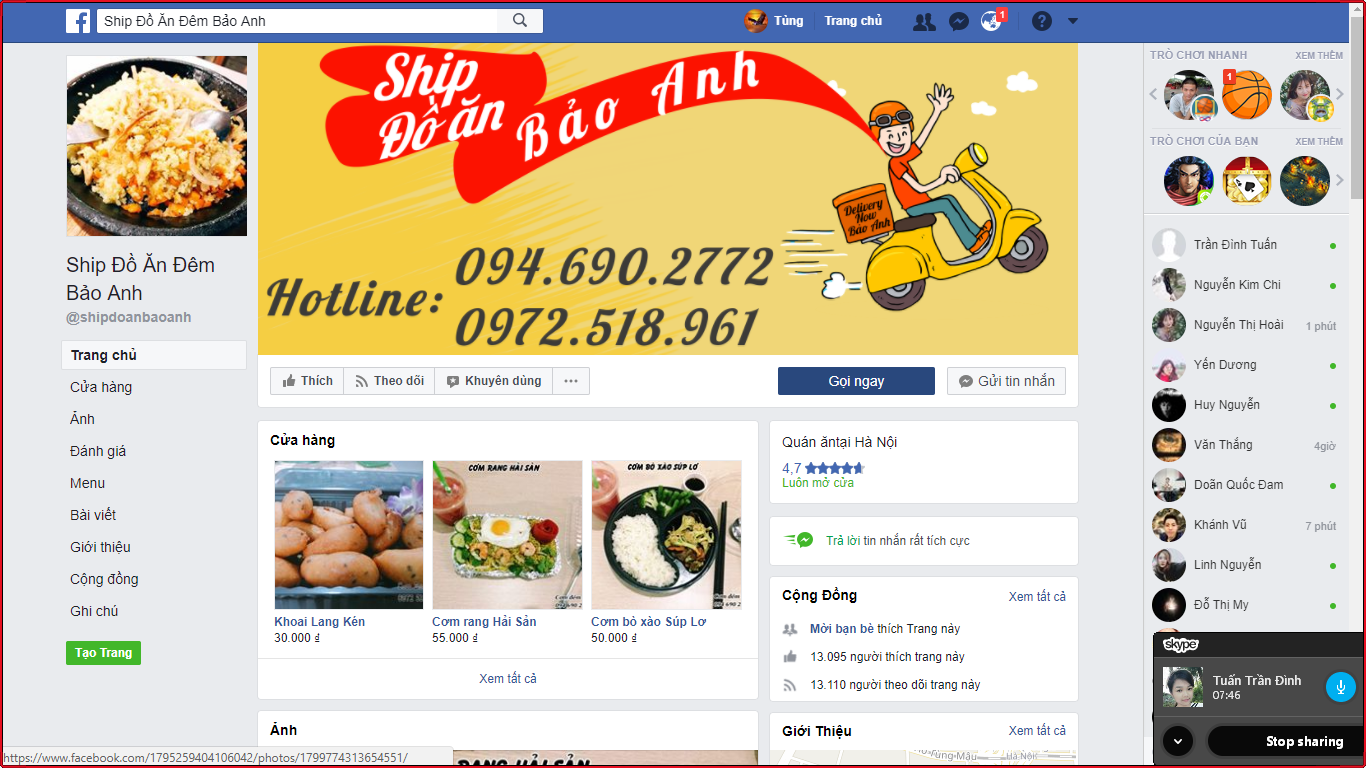 Ship Đồ Ăn Đêm Bảo Anh
Tùng
Trang chủ
1
Ship
Đồ ăn
Bảo Anh
Delivery
Now
Bảo Anh
Hotline:
094.690.2772
0972.518.961
Ship Đồ Ăn Đêm
Bảo Anh
@shipdoanbaoanh
Trang chủ
Cửa hàng
Ảnh
Đánh giá
Menu
Bài viết
Giới thiệu
Cộng đồng
Ghi chú
Tạo Trang
Thích
Theo dõi
Khuyên dùng
Gọi ngay
Gửi tin nhắn
Cửa hàng
CƠM RANG HẢI SẢN
CƠM BÒ XÀO SÚP LƠ
Khoai Lang Kén
30.000 ₫
Cơm rang Hải Sản
55.000 ₫
Cơm bò xào Súp Lơ
50.000 ₫
Xem tất cả
Ảnh
Quán ăntại Hà Nội
4,7
Luôn mở cửa
Trả lời tin nhắn rất tích cực
Cộng Đồng
Xem tất cả
Mời bạn bè thích Trang này
13.095 người thích trang này
13.110 người theo dõi trang này
Giới Thiệu
Xem tất cả
TRÒ CHƠI NHANH
XEM THÊM
1
TRÒ CHƠI CỦA BẠN
XEM THÊM
Trần Đình Tuấn
Nguyễn Kim Chi
Nguyễn Thị Hoài
1 phút
Yến Dương
Huy Nguyễn
Văn Thắng
4giờ
Doãn Quốc Đam
Khánh Vũ
7 phút
Linh Nguyễn
Đỗ Thị My
skype
Tuấn Trần Đình
07:46
Stop sharing
https://www.facebook.com/1795259404106042/photos/1799774313654551/